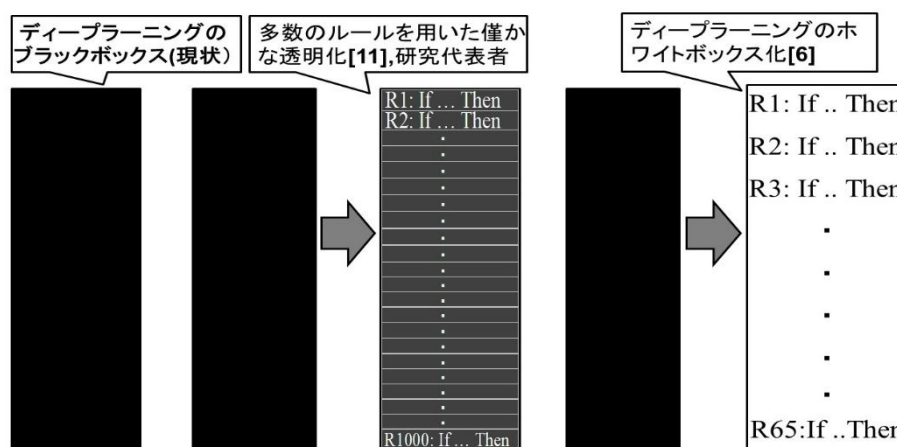 ディープラーニングの
ブラックボックス(現状)
多数のルールを用いた僅か
な透明化[11],研究代表者
R1: If … Then
R2: If … Then
R1000: If … Then
ディープラーニングのホ
ワイトボックス化[6]
R1: If .. Then
R2: If .. Then
R3: If .. Then
R65:If ..Then